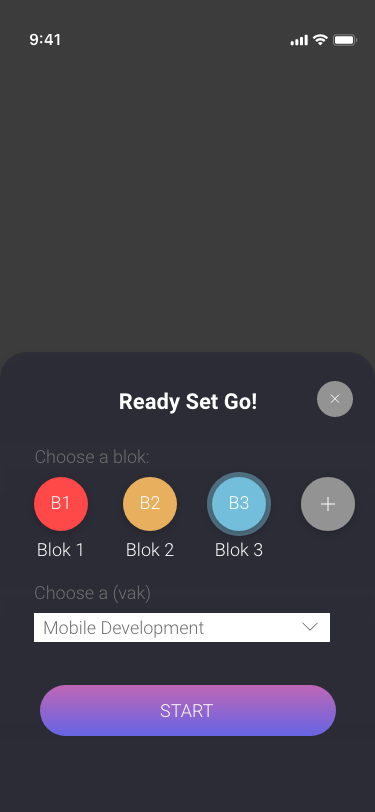 9:41
Ready Set Go!
Choose a blok:
B1 B2 B3
Blok 1 Blok 2 Blok 3
Choose a (vak)
Mobile Development
START